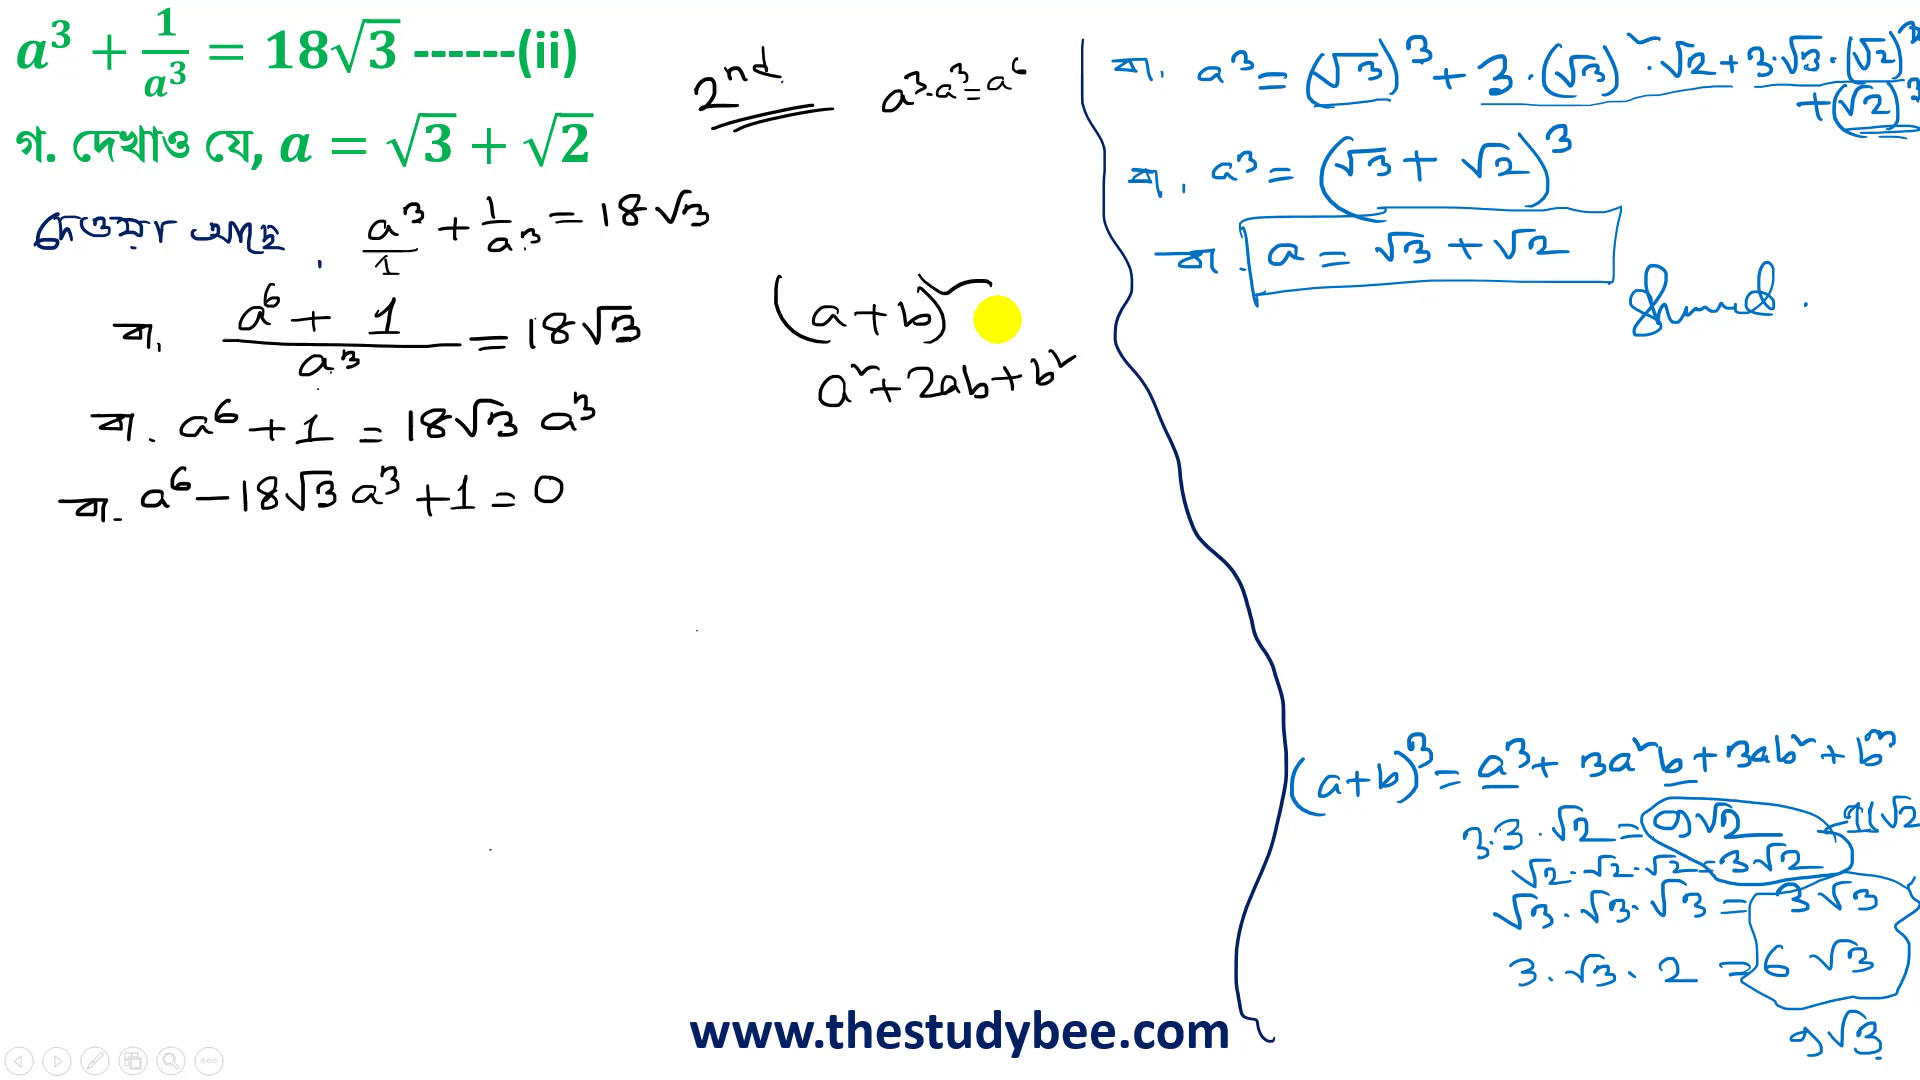 a³ + 1/a³ = 18√3 ------(ii)
গ. দেখাও যে, a = √3 + √2
দেওয়া আছে, a³/1 + 1/a³ = 18√3
বা, (a⁶ + 1)/a³ = 18√3
বা, a⁶ + 1 = 18√3 a³
বা, a⁶ − 18√3 a³ + 1 = 0
2nd
a³·a³ = a⁶
(a+b)²
a² + 2ab + b²
বা, a³ = (√3)³ + 3·(√3)²·√2 + 3·√3·(√2)²
+ (√2)³
বা, a³ = (√3 + √2)³
বা, a = √3 + √2
(a+b)³ = a³ + 3a²b + 3ab² + b³
3·3·√2 = 9√2 = 11√2
√2·√2·√2 = 3√2
√3·√3·√3 = 3√3
3·√3·2 = 6√3
9√3
www.thestudybee.com